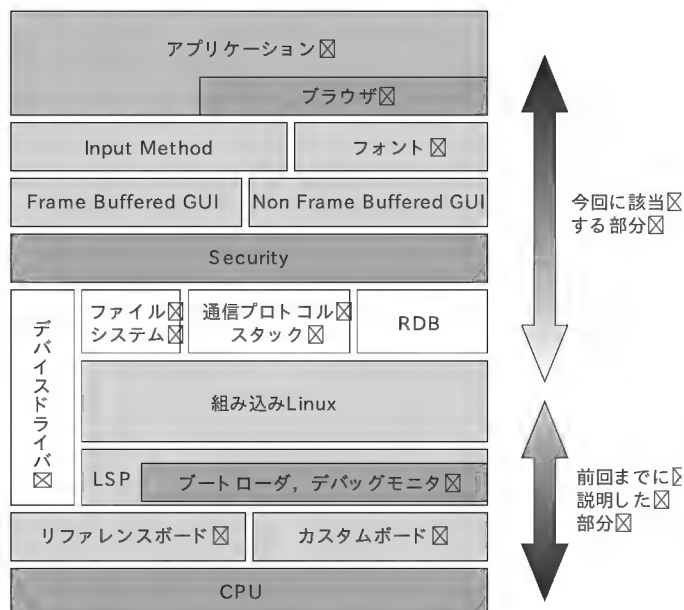 アプリケーション
ブラウザ
Input Method
フォント
Frame Buffered GUI
Non Frame Buffered GUI
Security
デバイスドライバ
ファイル
システム
通信プロトコル
スタック
RDB
組み込みLinux
LSP
ブートローダ，デバッグモニタ
リファレンスボード
カスタムボード
CPU
今回に該当
する部分
前回までに
説明した
部分